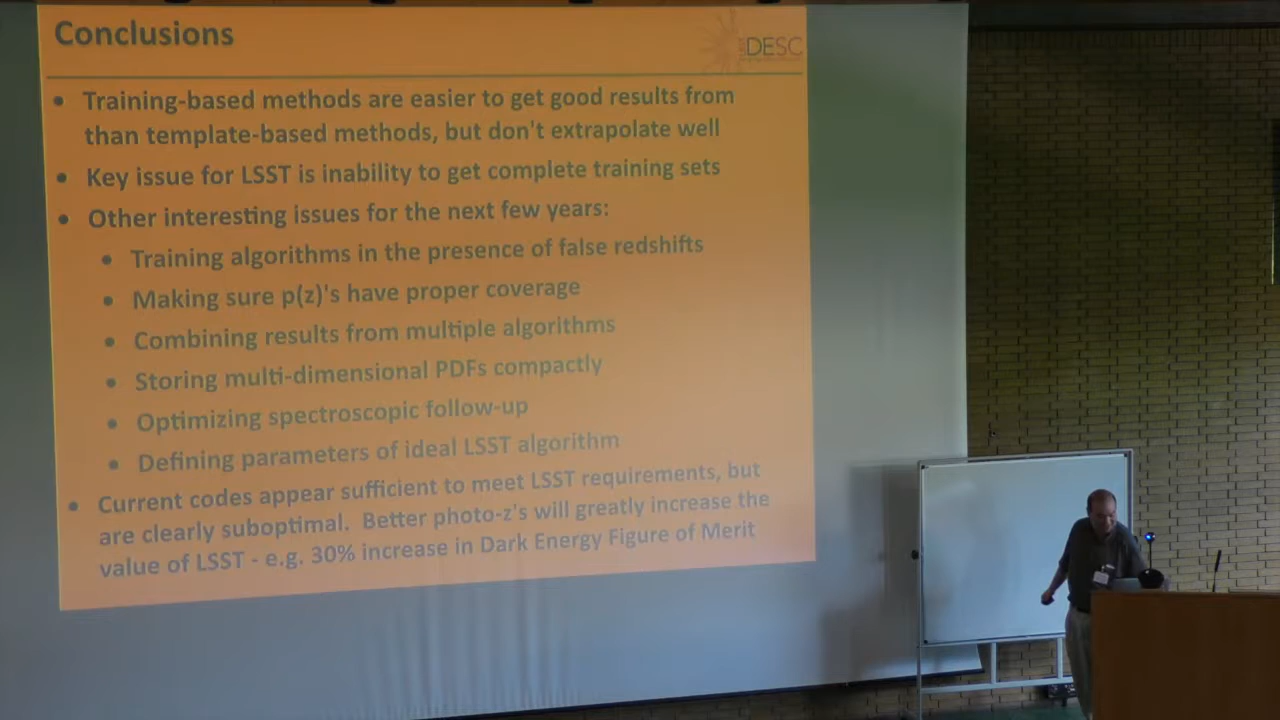 Conclusions
DESC
• Training-based methods are easier to get good results from
than template-based methods, but don't extrapolate well
• Key issue for LSST is inability to get complete training sets
• Other interesting issues for the next few years:
• Training algorithms in the presence of false redshifts
• Making sure p(z)'s have proper coverage
• Combining results from multiple algorithms
• Storing multi-dimensional PDFs compactly
• Optimizing spectroscopic follow-up
• Defining parameters of ideal LSST algorithm
• Current codes appear sufficient to meet LSST requirements, but
are clearly suboptimal. Better photo-z's will greatly increase the
value of LSST - e.g. 30% increase in Dark Energy Figure of Merit